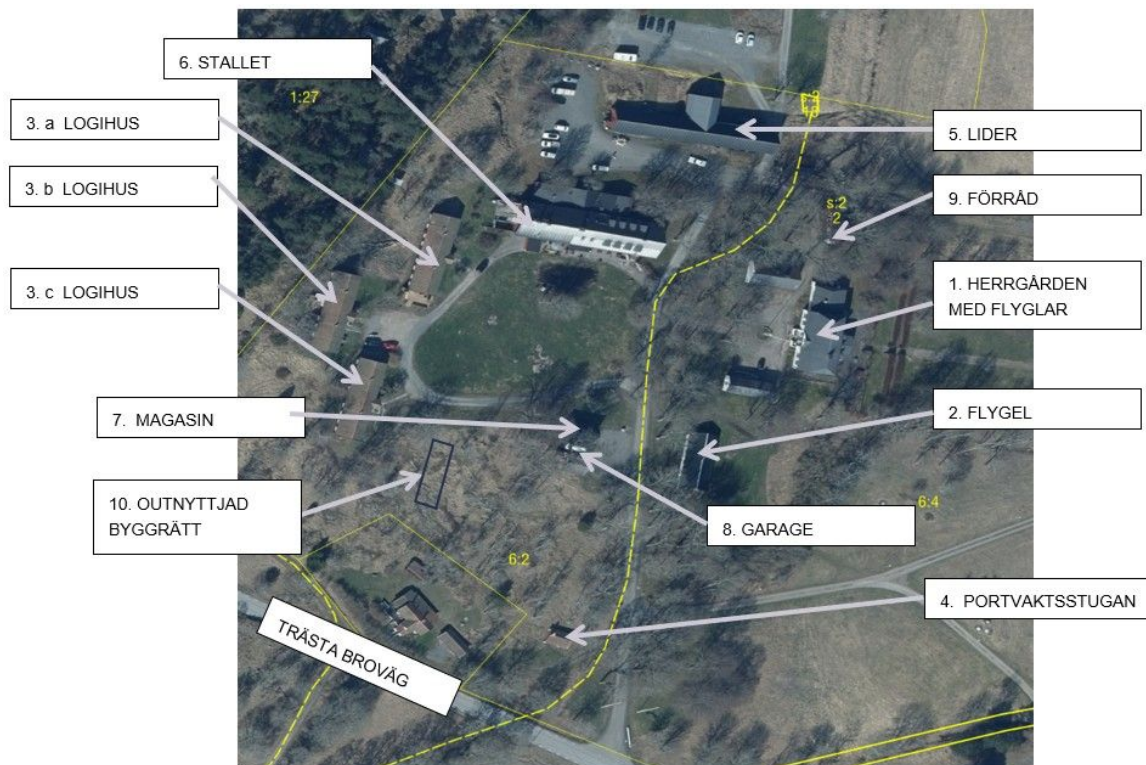 6. STALLET
1:27
3. a LOGIHUS
3. b LOGIHUS
3. c LOGIHUS
7. MAGASIN
10. OUTNYTTJAD
BYGGRÄTT
TRÄSTA BROVÄG
6:2
5. LIDER
s:2
2
9. FÖRRÅD
1. HERRGÅRDEN
MED FLYGLAR
2. FLYGEL
6:4
8. GARAGE
4. PORTVAKTSSTUGAN